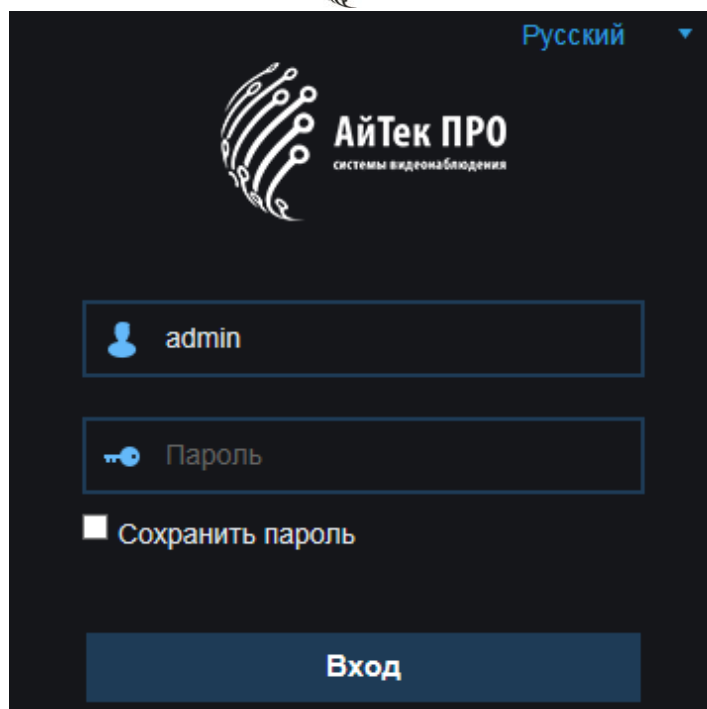 Русский
АйТек ПРО
системы видеонаблюдения
admin
Пароль
Сохранить пароль
Вход